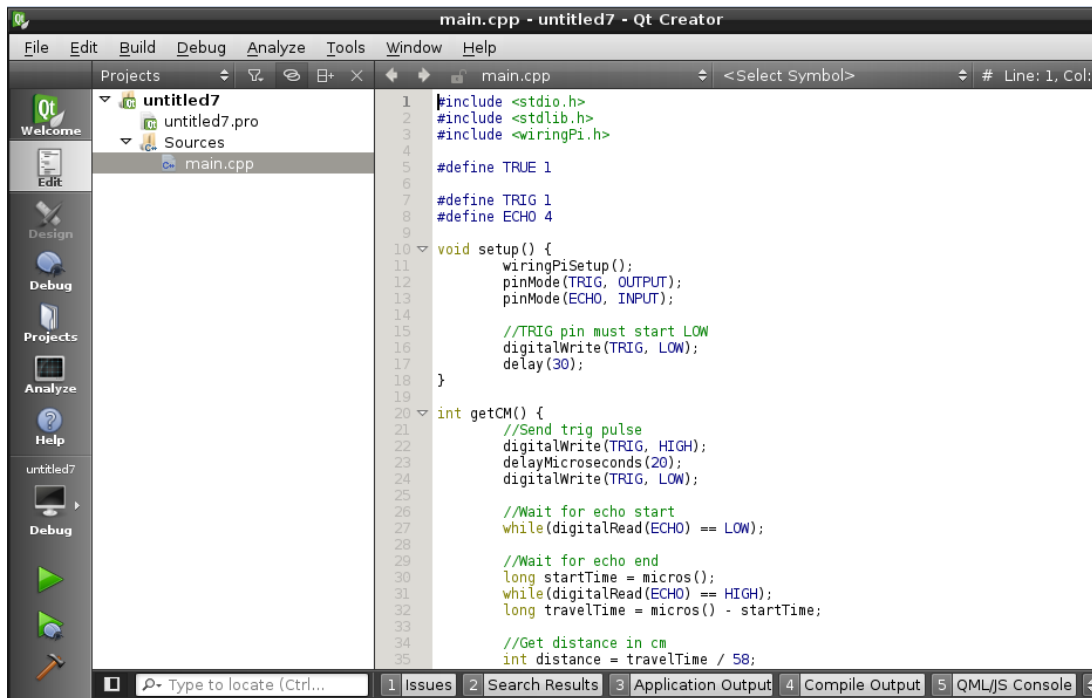 main.cpp - untitled7 - Qt Creator
File Edit Build Debug Analyze Tools Window Help
Projects main.cpp <Select Symbol> # Line: 1, Col:
Welcome
Edit
Design
Debug
Projects
Analyze
Help
untitled7
Debug
untitled7
untitled7.pro
Sources
main.cpp
1 #include <stdio.h>
2 #include <stdlib.h>
3 #include <wiringPi.h>
4
5 #define TRUE 1
6
7 #define TRIG 1
8 #define ECHO 4
9
10 void setup() {
11 wiringPiSetup();
12 pinMode(TRIG, OUTPUT);
13 pinMode(ECHO, INPUT);
14
15 //TRIG pin must start LOW
16 digitalWrite(TRIG, LOW);
17 delay(30);
18 }
19
20 int getCM() {
21 //Send trig pulse
22 digitalWrite(TRIG, HIGH);
23 delayMicroseconds(20);
24 digitalWrite(TRIG, LOW);
25
26 //Wait for echo start
27 while(digitalRead(ECHO) == LOW);
28
29 //Wait for echo end
30 long startTime = micros();
31 while(digitalRead(ECHO) == HIGH);
32 long travelTime = micros() - startTime;
33
34 //Get distance in cm
35 int distance = travelTime / 58;
Type to locate (Ctrl... 1 Issues 2 Search Results 3 Application Output 4 Compile Output 5 QML/JS Console